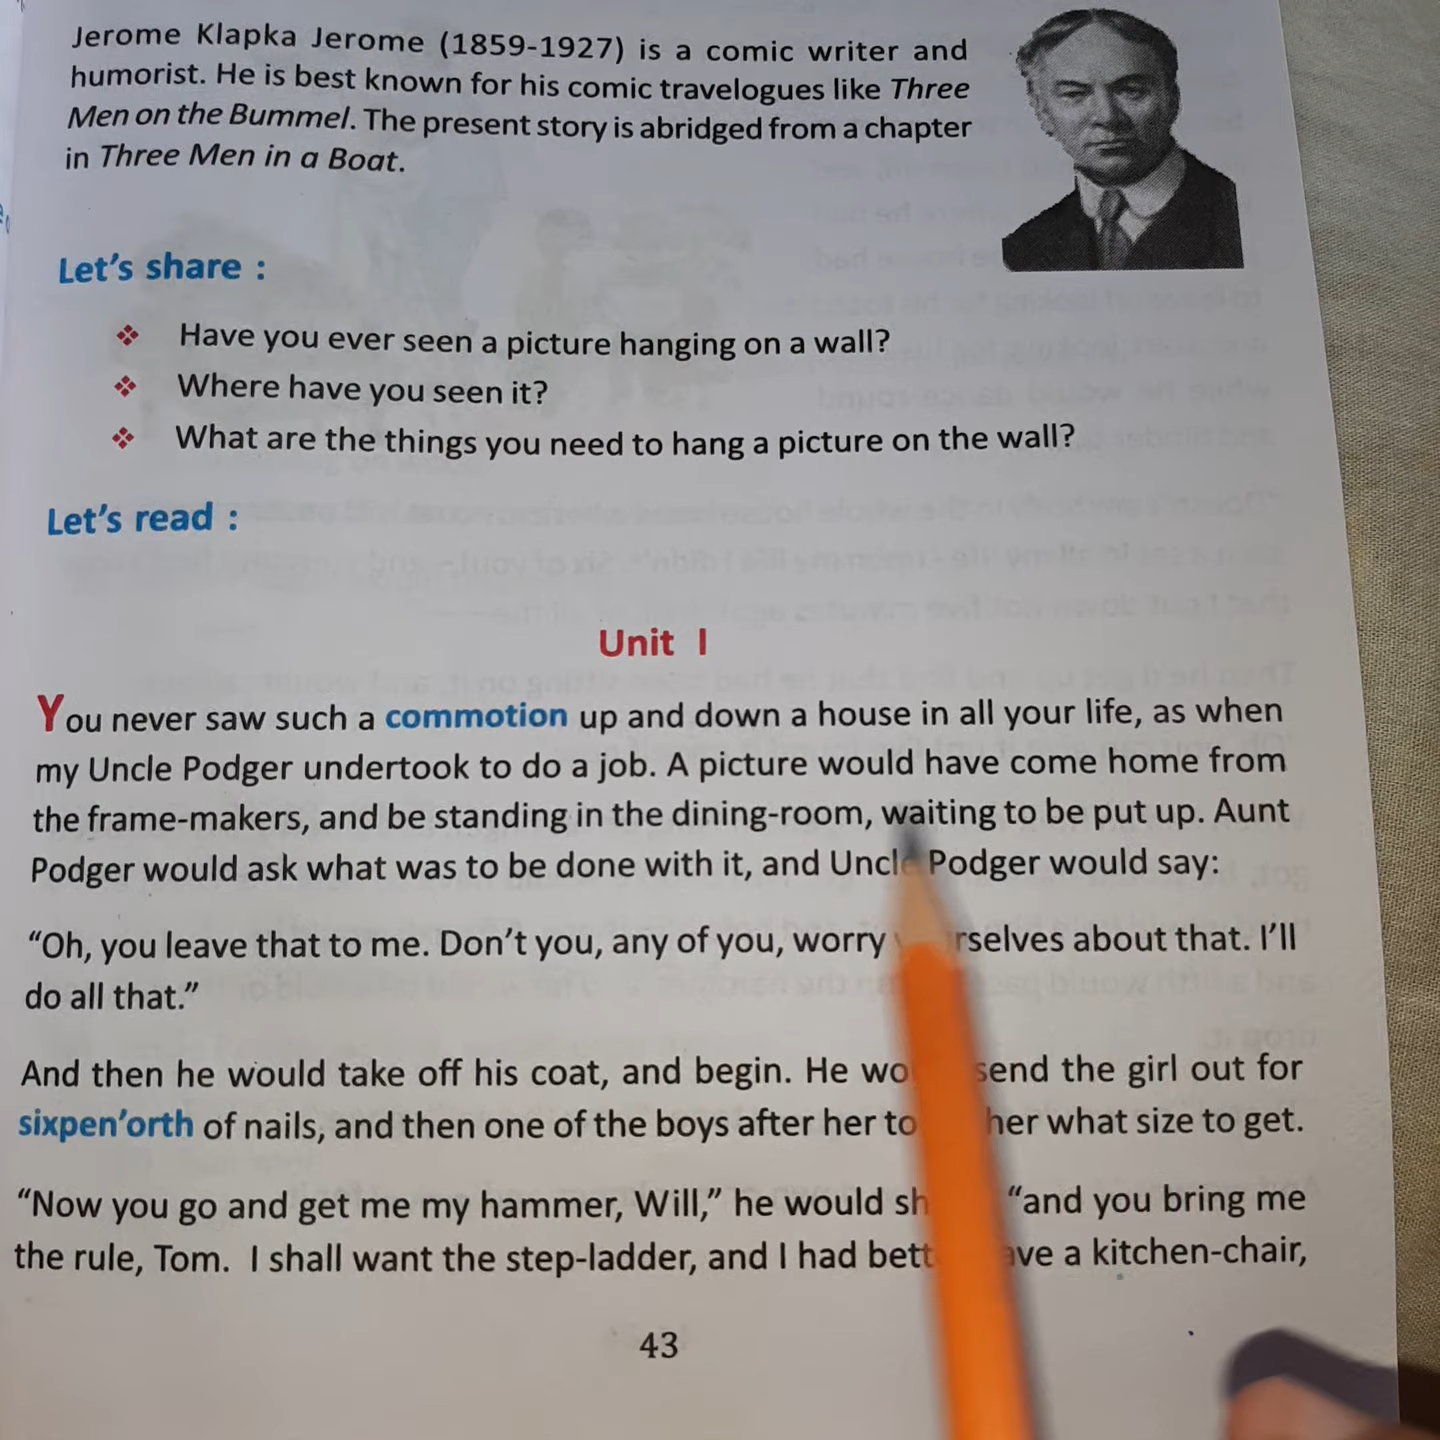 Jerome Klapka Jerome (1859-1927) is a comic writer and
humorist. He is best known for his comic travelogues like Three
Men on the Bummel. The present story is abridged from a chapter
in Three Men in a Boat.
Let's share :
❖ Have you ever seen a picture hanging on a wall?
❖ Where have you seen it?
❖ What are the things you need to hang a picture on the wall?
Let's read :
Unit I
You never saw such a commotion up and down a house in all your life, as when
my Uncle Podger undertook to do a job. A picture would have come home from
the frame-makers, and be standing in the dining-room, waiting to be put up. Aunt
Podger would ask what was to be done with it, and Uncle Podger would say:
“Oh, you leave that to me. Don’t you, any of you, worry about that. I’ll
do all that.”
And then he would take off his coat, and begin. He send the girl out for
sixpen’orth of nails, and then one of the boys after her to her what size to get.
“Now you go and get me my hammer, Will,” he would “and you bring me
the rule, Tom. I shall want the step-ladder, and I had a kitchen-chair,
43